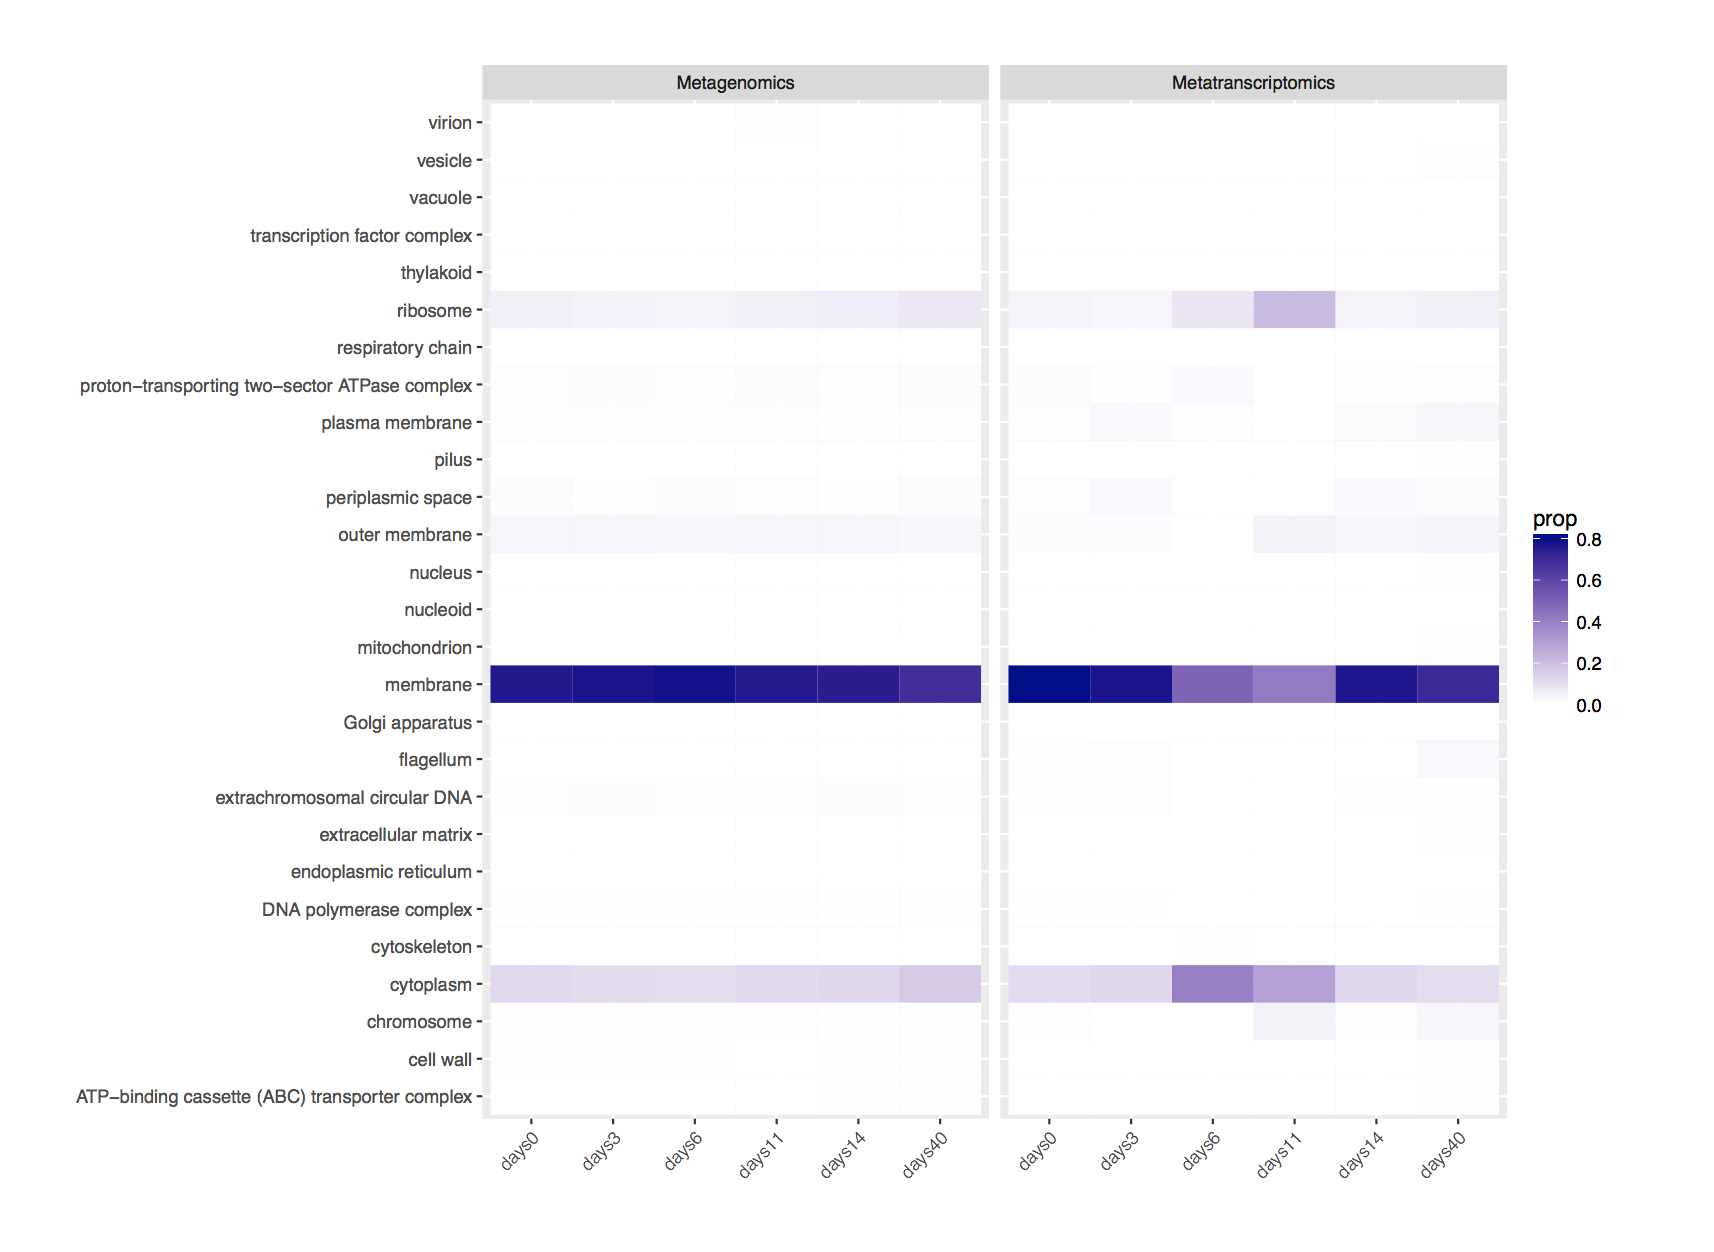 Metagenomics
Metatranscriptomics
virion
vesicle
vacuole
transcription factor complex
thylakoid
ribosome
respiratory chain
proton−transporting two−sector ATPase complex
plasma membrane
pilus
periplasmic space
outer membrane
nucleus
nucleoid
mitochondrion
membrane
Golgi apparatus
flagellum
extrachromosomal circular DNA
extracellular matrix
endoplasmic reticulum
DNA polymerase complex
cytoskeleton
cytoplasm
chromosome
cell wall
ATP−binding cassette (ABC) transporter complex
days0
days3
days6
days11
days14
days40
days0
days3
days6
days11
days14
days40
prop
0.8
0.6
0.4
0.2
0.0